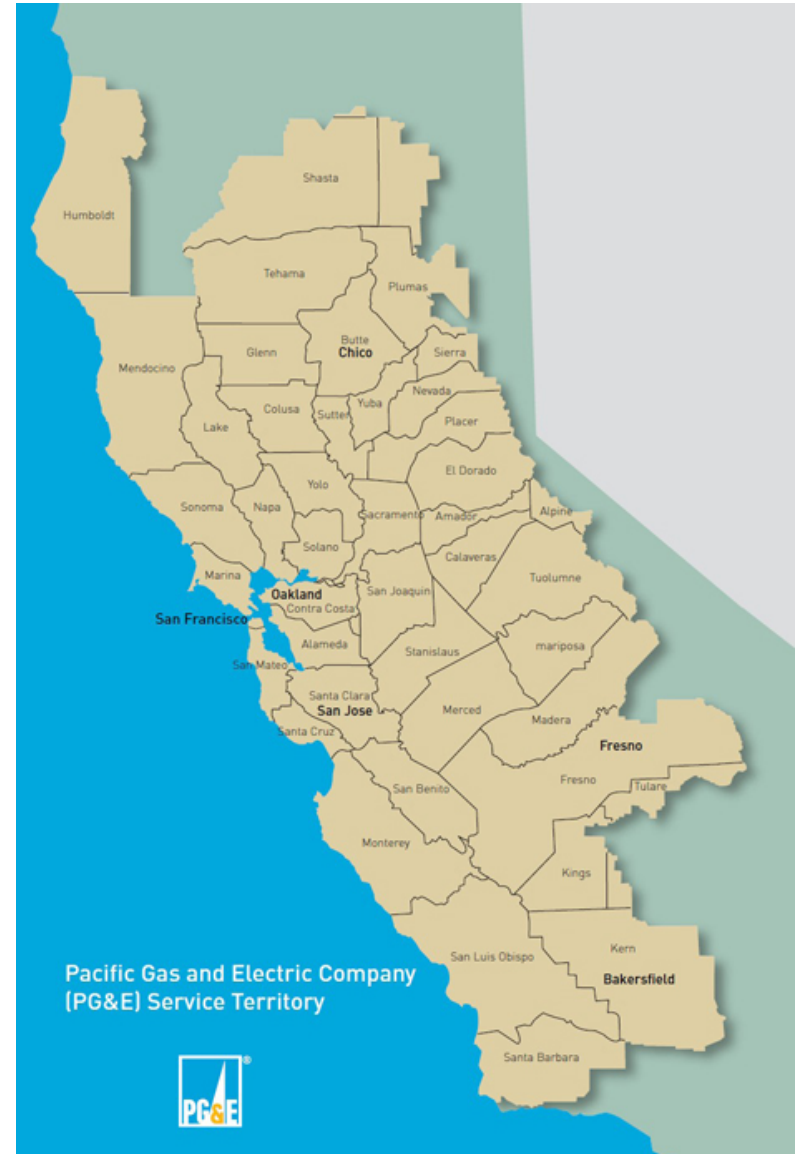 Shasta
Humboldt
Tehama
Plumas
Butte
Chico
Glenn
Sierra
Mendocino
Nevada
Colusa
Sutter
Yuba
Placer
Lake
El Dorado
Yolo
Sonoma
Napa
Sacramento
Amador
Alpine
Solano
Calaveras
Marina
Tuolumne
Oakland
San Joaquin
Contra Costa
San Francisco
Alameda
Stanislaus
mariposa
San Mateo
Santa Clara
San Jose
Merced
Madera
Santa Cruz
Fresno
Fresno
San Benito
Tulare
Monterey
Kings
San Luis Obispo
Kern
Bakersfield
Pacific Gas and Electric Company
(PG&E) Service Territory
Santa Barbara
PG&E®